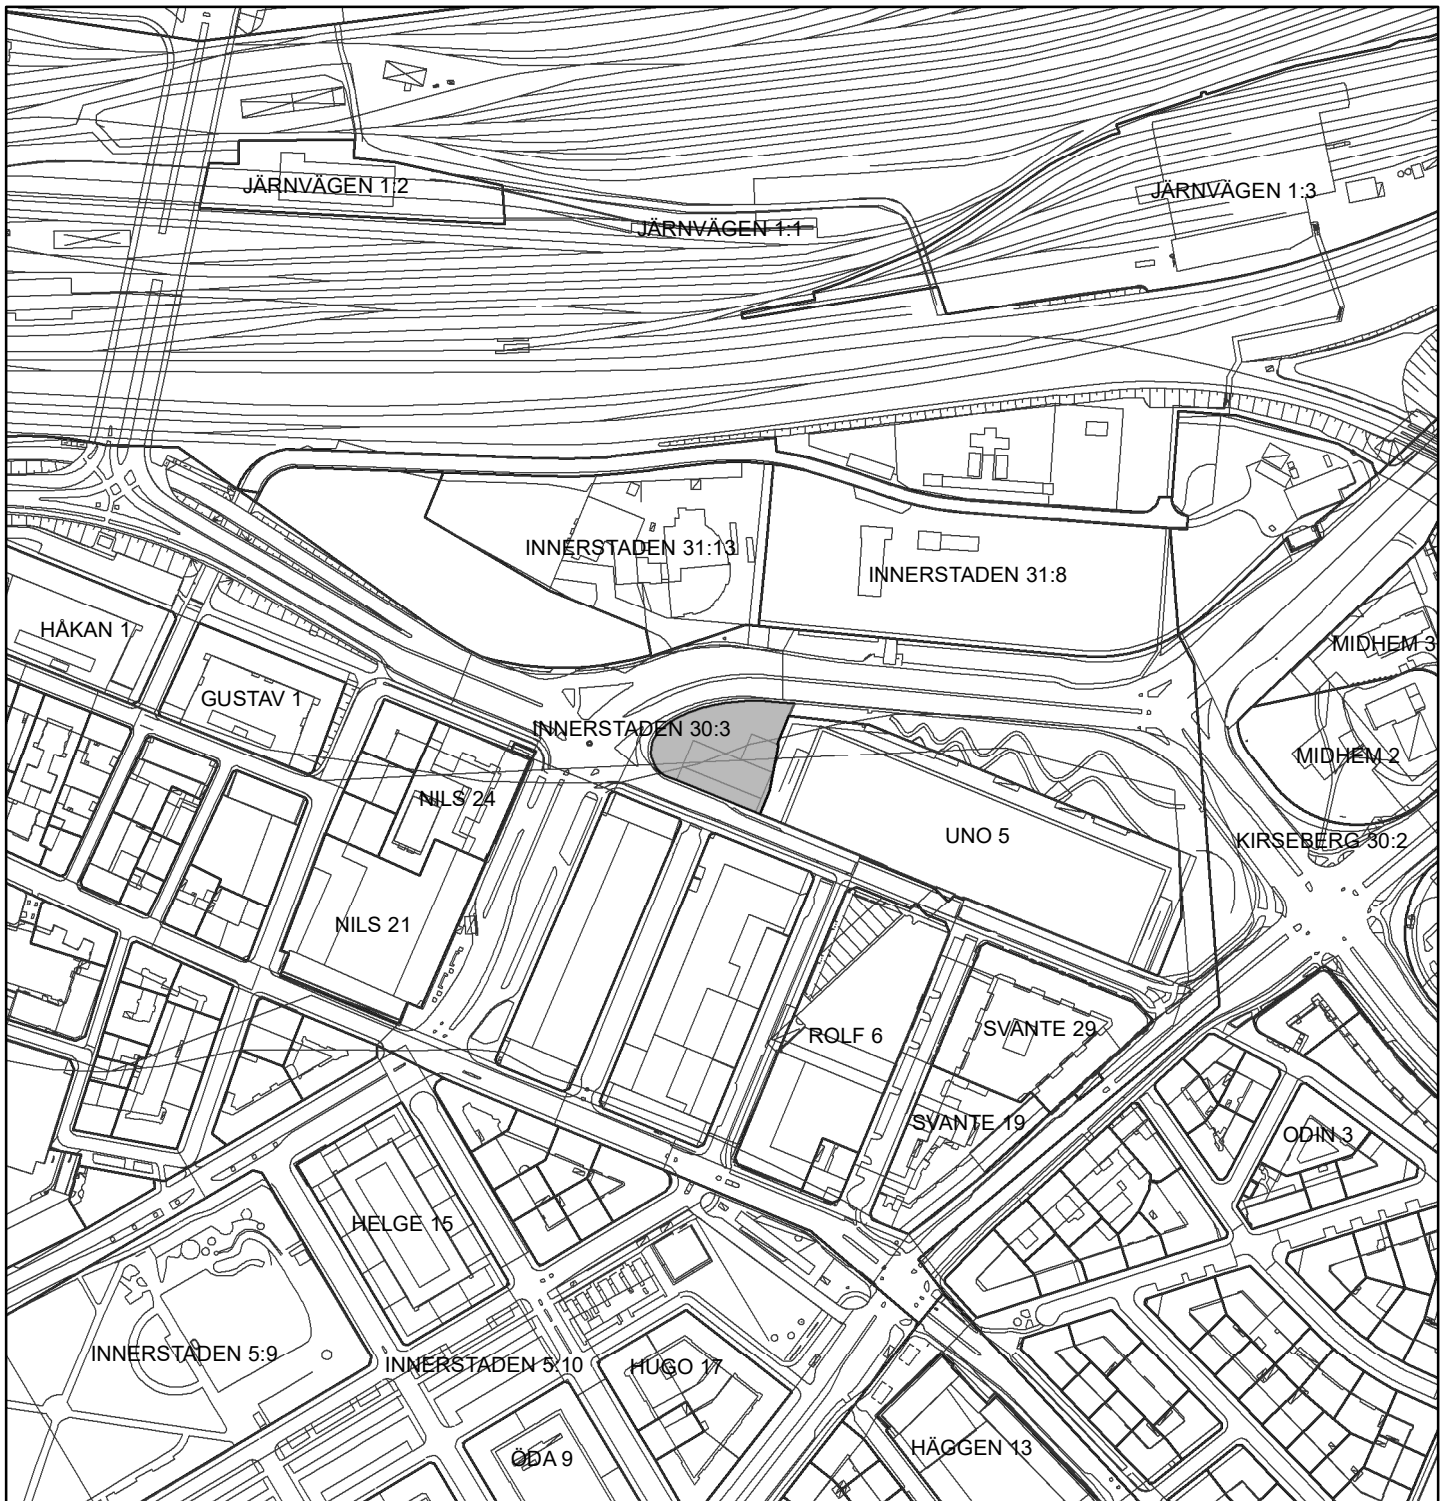 JÄRNVÄGEN 1:2
JÄRNVÄGEN 1:3
JÄRNVÄGEN 1:1
INNERSTADEN 31:13
INNERSTADEN 31:8
HÅKAN 1
MIDHEM 3
GUSTAV 1
INNERSTADEN 30:3
MIDHEM 2
NILS 24
UNO 5
KIRSEBERG 30:2
NILS 21
ROLF 6
SVANTE 29
SVANTE 19
ODIN 3
HELGE 15
INNERSTADEN 5:9
INNERSTADEN 5:10
HUGO 17
HÄGGEN 13
ÖDA 9